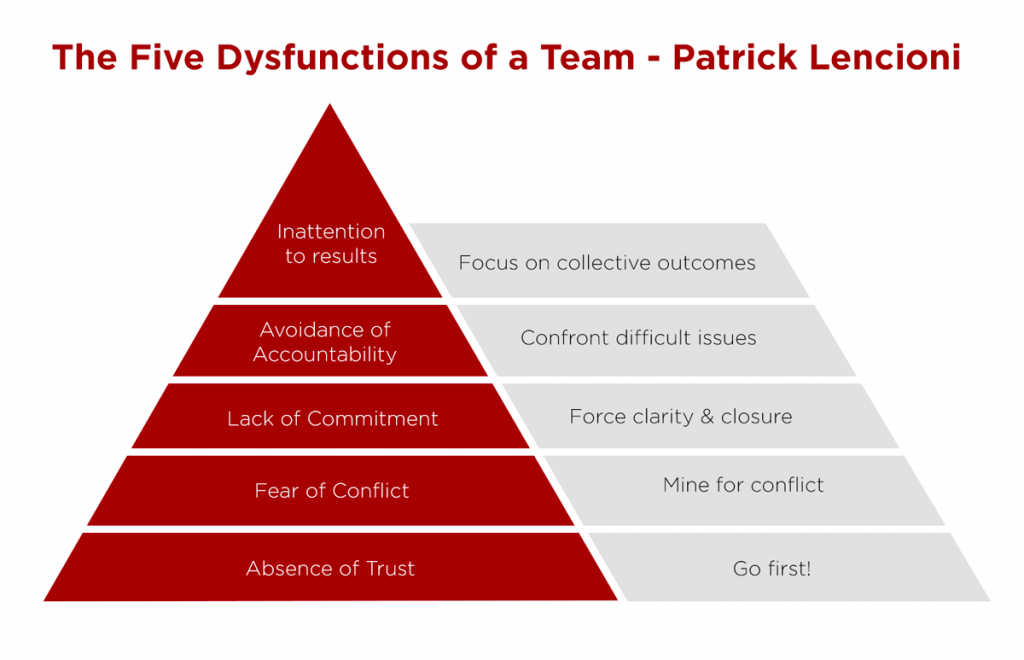 The Five Dysfunctions of a Team - Patrick Lencioni
Inattention
to results
Focus on collective outcomes
Avoidance of
Accountability
Confront difficult issues
Lack of Commitment
Force clarity & closure
Fear of Conflict
Mine for conflict
Absence of Trust
Go first!